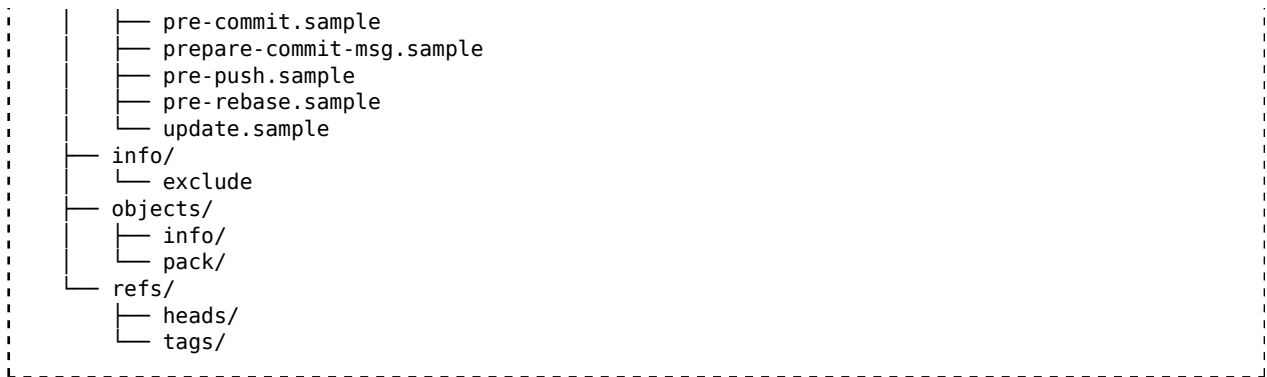 │   ├── pre-commit.sample
│   ├── prepare-commit-msg.sample
│   ├── pre-push.sample
│   ├── pre-rebase.sample
│   └── update.sample
├── info/
│   └── exclude
├── objects/
│   ├── info/
│   └── pack/
└── refs/
    ├── heads/
    └── tags/